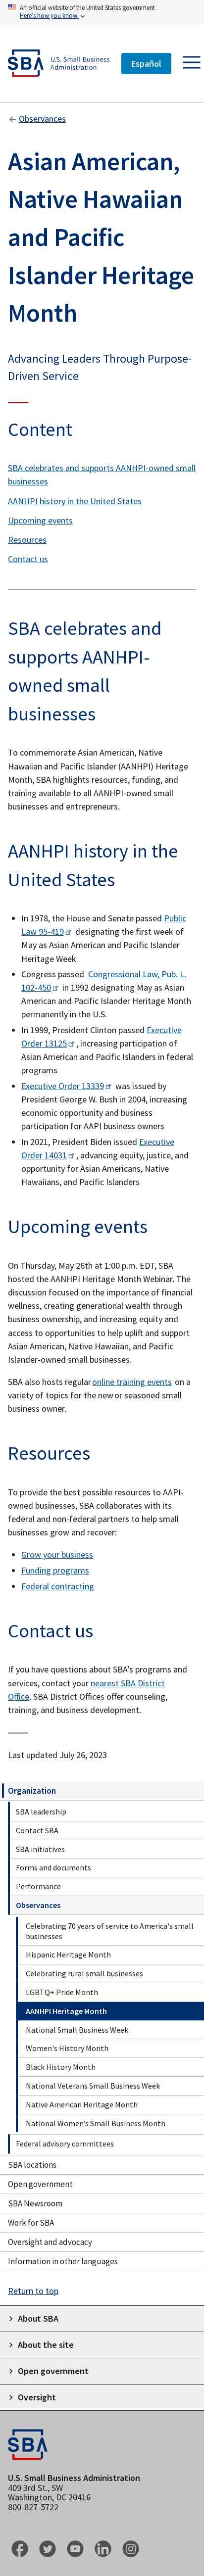 An official website of the United States government
Here's how you know
SBA
U.S. Small Business
Administration
Español
Observances
Asian American,
Native Hawaiian
and Pacific
Islander Heritage
Month
Advancing Leaders Through Purpose-
Driven Service
Content
SBA celebrates and supports AANHPI-owned small
businesses
AANHPI history in the United States
Upcoming events
Resources
Contact us
SBA celebrates and
supports AANHPI-
owned small
businesses
To commemorate Asian American, Native
Hawaiian and Pacific Islander (AANHPI) Heritage
Month, SBA highlights resources, funding, and
training available to all AANHPI-owned small
businesses and entrepreneurs.
AANHPI history in the
United States
In 1978, the House and Senate passed Public
Law 95-419 designating the first week of
May as Asian American and Pacific Islander
Heritage Week
Congress passed Congressional Law, Pub. L.
102-450 in 1992 designating May as Asian
American and Pacific Islander Heritage Month
permanently in the U.S.
In 1999, President Clinton passed Executive
Order 13125 , increasing participation of
Asian American and Pacific Islanders in federal
programs
Executive Order 13339 was issued by
President George W. Bush in 2004, increasing
economic opportunity and business
participation for AAPI business owners
In 2021, President Biden issued Executive
Order 14031 , advancing equity, justice, and
opportunity for Asian Americans, Native
Hawaiians, and Pacific Islanders
Upcoming events
On Thursday, May 26th at 1:00 p.m. EDT, SBA
hosted the AANHPI Heritage Month Webinar. The
discussion focused on the importance of financial
wellness, creating generational wealth through
business ownership, and increasing equity and
access to opportunities to help uplift and support
Asian American, Native American, and Pacific
Islander-owned small businesses.
SBA also hosts regular online training events on a
variety of topics for the new or seasoned small
business owner.
Resources
To provide the best possible resources to AAPI-
owned businesses, SBA collaborates with its
federal and non-federal partners to help small
businesses grow and recover:
Grow your business
Funding programs
Federal contracting
Contact us
If you have questions about SBA's programs and
services, contact your nearest SBA District
Office. SBA District Offices offer counseling,
training, and business development.
Last updated July 26, 2023
Organization
SBA leadership
Contact SBA
SBA initiatives
Forms and documents
Performance
Observances
Celebrating 70 years of service to America's small
businesses
Hispanic Heritage Month
Celebrating rural small businesses
LGBTQ+ Pride Month
AANHPI Heritage Month
National Small Business Week
Women's History Month
Black History Month
National Veterans Small Business Week
Native American Heritage Month
National Women's Small Business Month
Federal advisory committees
SBA locations
Open government
SBA Newsroom
Work for SBA
Oversight and advocacy
Information in other languages
Return to top
About SBA
About the site
Open government
Oversight
SBA
U.S. Small Business Administration
409 3rd St., SW
Washington, DC 20416
800-827-5722